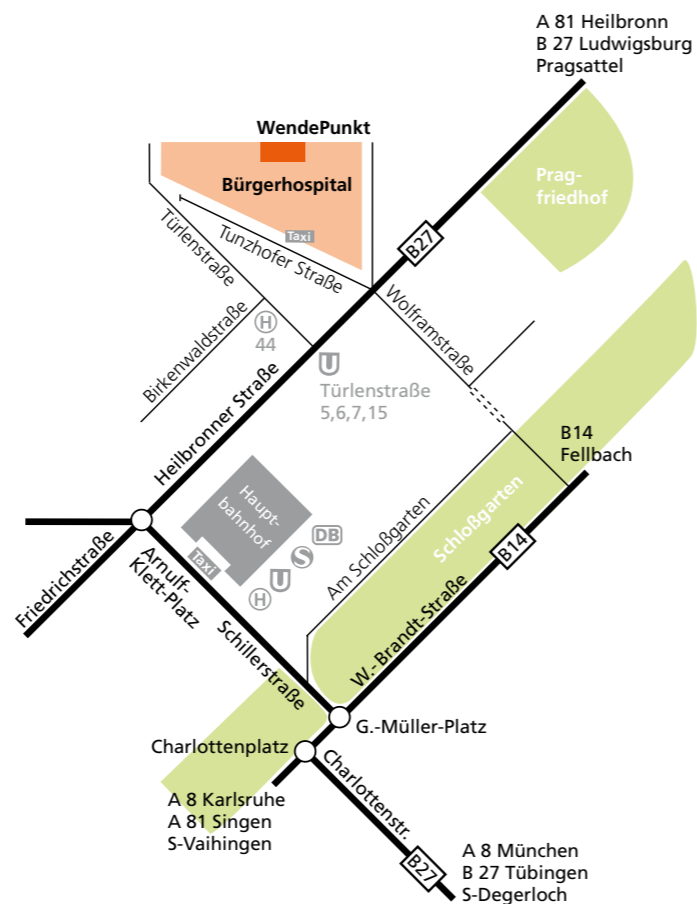 A 81 Heilbronn
B 27 Ludwigsburg
Pragsattel
WendePunkt
Bürgerhospital
Prag-
friedhof
Taxi
Tunzhofer Straße
Türlenstraße
B27
Wolframstraße
Birkenwaldstraße
H
44
U
Türlenstraße
5,6,7,15
Heilbronner Straße
B14
Fellbach
Haupt-
bahnhof
Taxi
DB
S
U
H
Am Schloßgarten
Schloßgarten
B14
Friedrichstraße
Arnulf-
Klett-Platz
Schillerstraße
W.-Brandt-Straße
G.-Müller-Platz
Charlottenplatz
Charlottenstr.
A 8 Karlsruhe
A 81 Singen
S-Vaihingen
B27
A 8 München
B 27 Tübingen
S-Degerloch